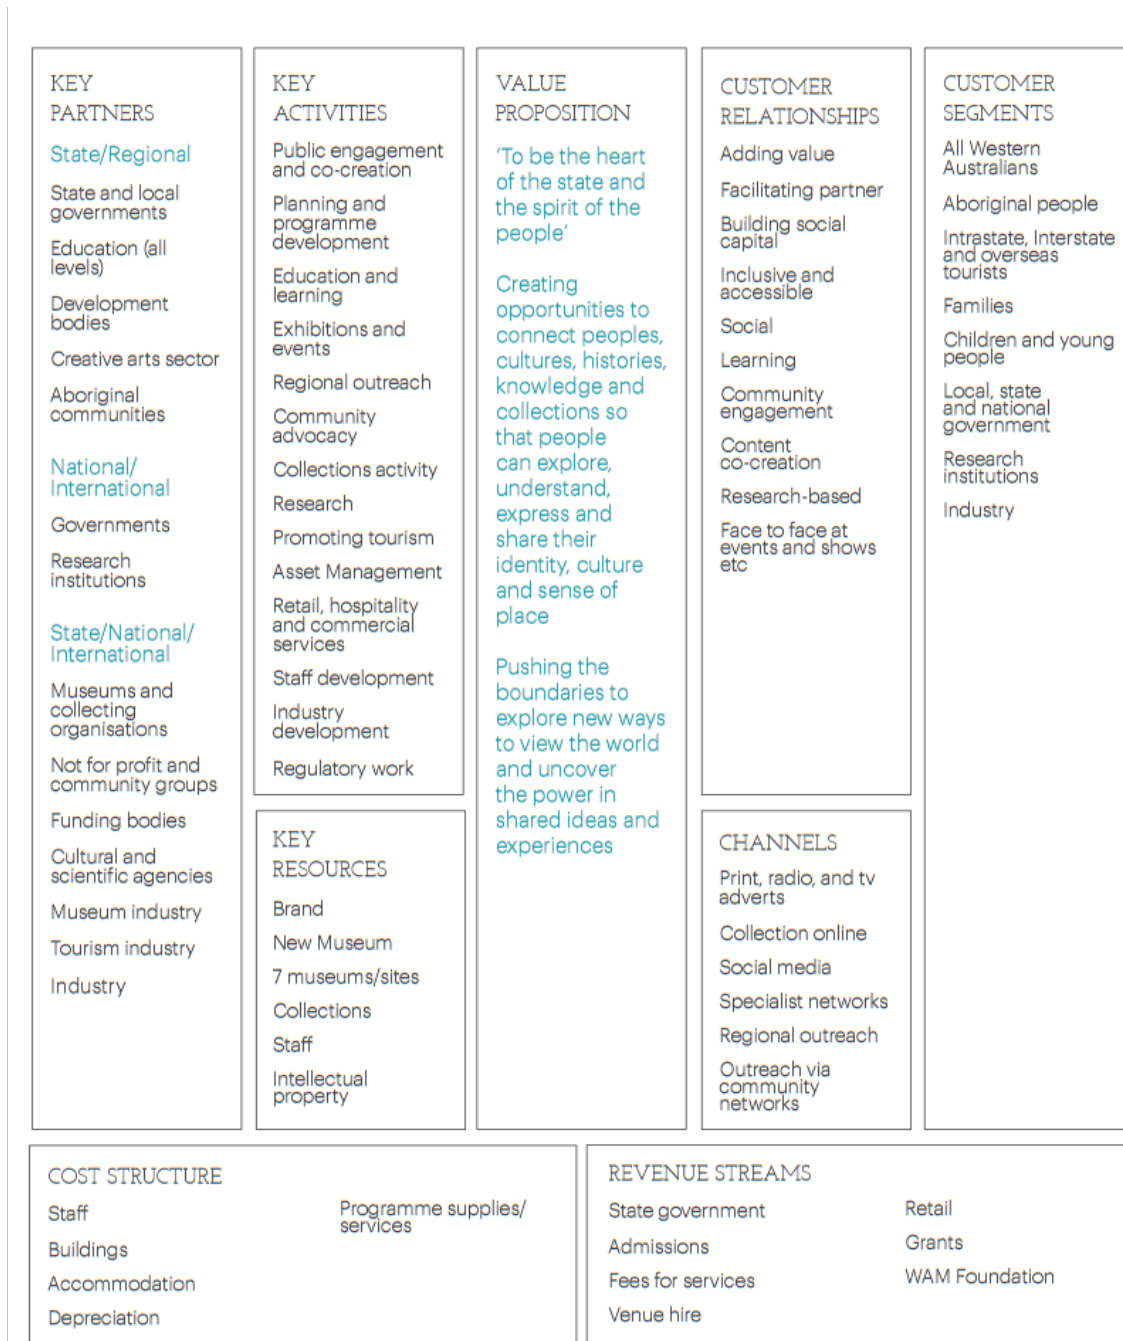 KEY
PARTNERS
State/Regional
State and local
governments
Education (all
levels)
Development
bodies
Creative arts sector
Aboriginal
communities
National/
International
Governments
Research
institutions
State/National/
International
Museums and
collecting
organisations
Not for profit and
community groups
Funding bodies
Cultural and
scientific agencies
Museum industry
Tourism industry
Industry
KEY
ACTIVITIES
Public engagement
and co-creation
Planning and
programme
development
Education and
learning
Exhibitions and
events
Regional outreach
Community
advocacy
Collections activity
Research
Promoting tourism
Asset Management
Retail, hospitality
and commercial
services
Staff development
Industry
development
Regulatory work
KEY
RESOURCES
Brand
New Museum
7 museums/sites
Collections
Staff
Intellectual
property
VALUE
PROPOSITION
‘To be the heart
of the state and
the spirit of the
people’
Creating
opportunities to
connect peoples,
cultures, histories,
knowledge and
collections so
that people
can explore,
understand,
express and
share their
identity, culture
and sense of
place
Pushing the
boundaries to
explore new ways
to view the world
and uncover
the power in
shared ideas and
experiences
CUSTOMER
RELATIONSHIPS
Adding value
Facilitating partner
Building social
capital
Inclusive and
accessible
Social
Learning
Community
engagement
Content
co-creation
Research-based
Face to face at
events and shows
etc
CHANNELS
Print, radio, and tv
adverts
Collection online
Social media
Specialist networks
Regional outreach
Outreach via
community
networks
CUSTOMER
SEGMENTS
All Western
Australians
Aboriginal people
Intrastate, Interstate
and overseas
tourists
Families
Children and young
people
Local, state
and national
government
Research
institutions
Industry
COST STRUCTURE
Staff
Buildings
Accommodation
Depreciation
Programme supplies/
services
REVENUE STREAMS
State government
Admissions
Fees for services
Venue hire
Retail
Grants
WAM Foundation